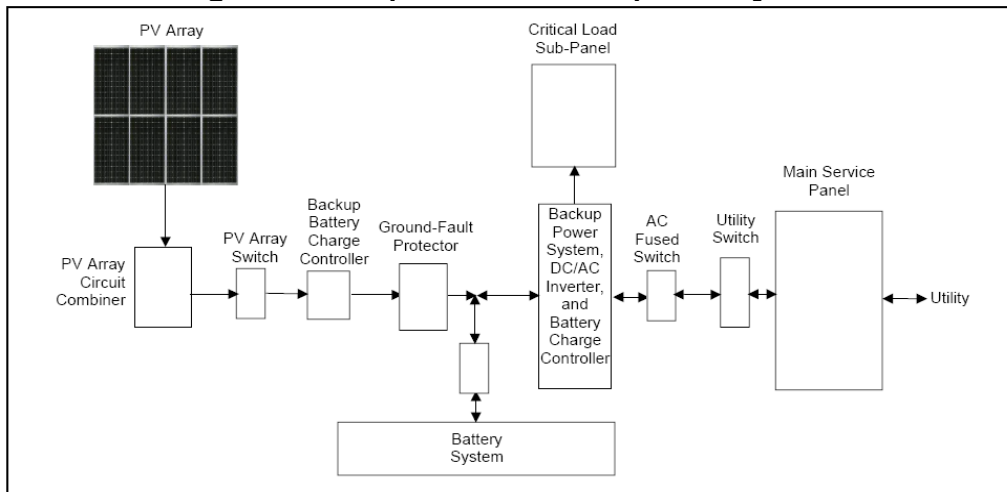 PV Array
Critical Load
Sub-Panel
Main Service
Panel
Backup
Battery
Charge
Controller
Ground-Fault
Protector
Backup
Power
System,
DC/AC
Inverter,
and
Battery
Charge
Controller
AC
Fused
Switch
Utility
Switch
PV Array
Switch
PV Array
Circuit
Combiner
Utility
Battery
System